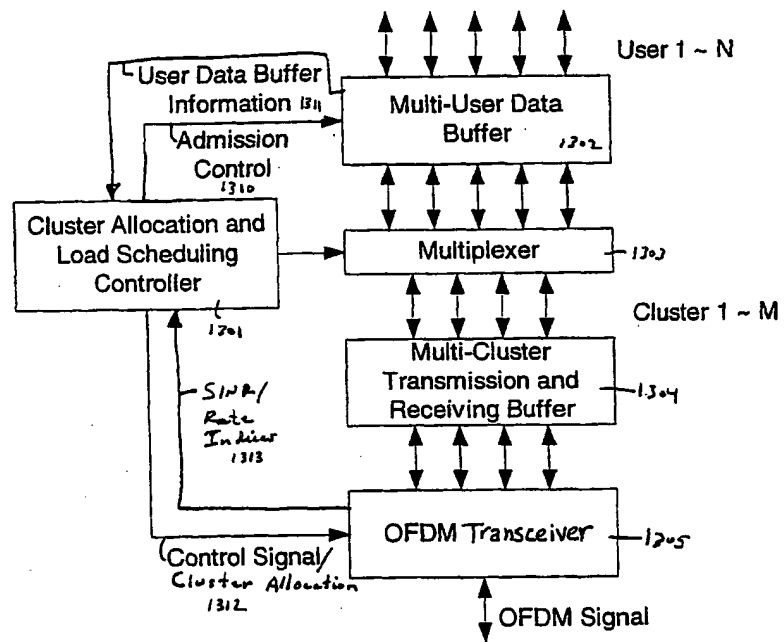 User 1 ~ N
User Data Buffer
Information 1311
Multi-User Data
Buffer
1302
Admission
Control
1310
Cluster Allocation and
Load Scheduling
Controller
1301
Multiplexer
1303
Cluster 1 ~ M
Multi-Cluster
Transmission and
Receiving Buffer
1304
SINR/
Rate
Indices
1313
OFDM Transceiver
1305
Control Signal/
Cluster Allocation
1312
OFDM Signal